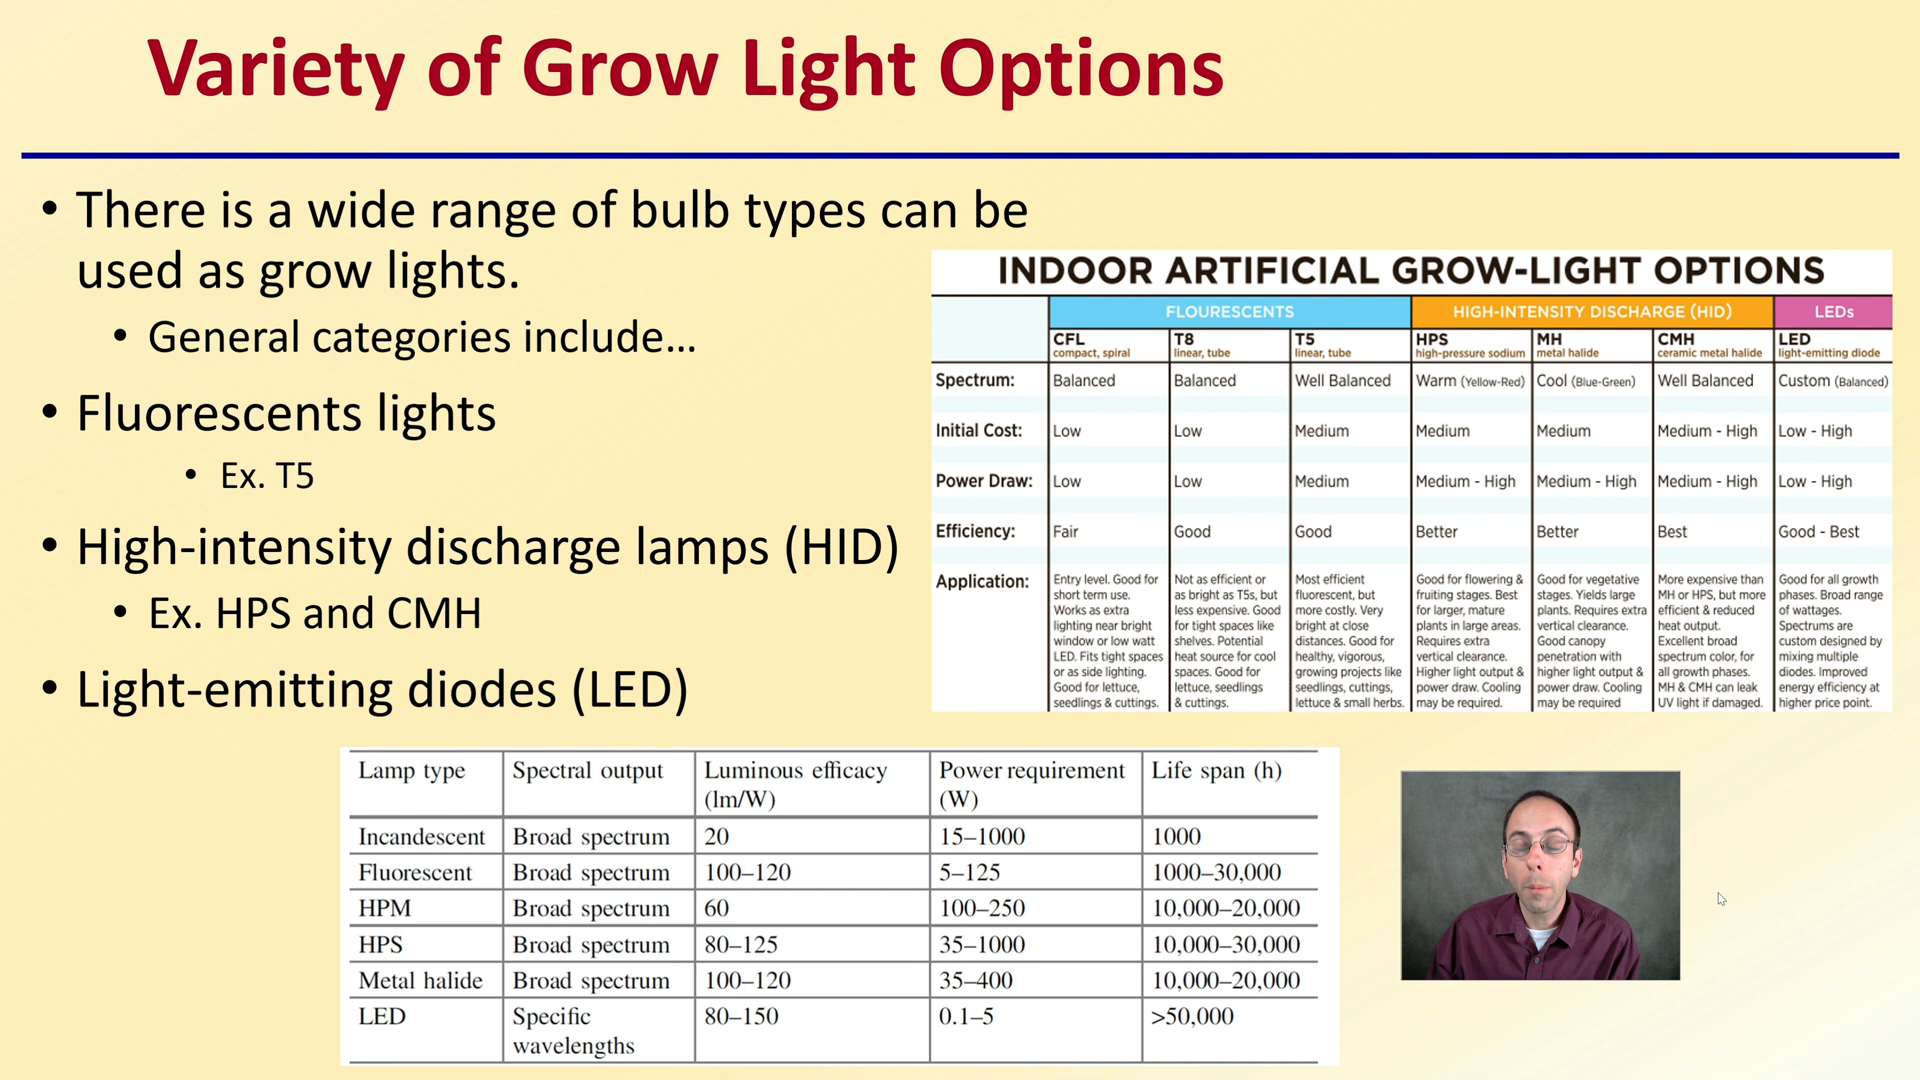 Variety of Grow Light Options
• There is a wide range of bulb types can be
used as grow lights.
• General categories include...
• Fluorescents lights
• Ex. T5
• High-intensity discharge lamps (HID)
• Ex. HPS and CMH
• Light-emitting diodes (LED)
INDOOR ARTIFICIAL GROW-LIGHT OPTIONS
FLOURESCENTS HIGH-INTENSITY DISCHARGE (HID) LEDs
CFL T8 T5 HPS MH CMH LED
compact, spiral linear, tube linear, tube high-pressure sodium metal halide ceramic metal halide light-emitting diode
Spectrum: Balanced Balanced Well Balanced Warm (Yellow-Red) Cool (Blue-Green) Well Balanced Custom (Balanced)
Initial Cost: Low Low Medium Medium Medium Medium - High Low - High
Power Draw: Low Low Medium Medium - High Medium - High Medium - High Low - High
Efficiency: Fair Good Good Better Better Best Good - Best
Application:
Entry level. Good for
short term use.
Works as extra
lighting near bright
window or low watt
LED. Fits tight spaces
or as side lighting.
Good for lettuce,
seedlings & cuttings.
Not as efficient or
as bright as T5s, but
less expensive. Good
for tight spaces like
shelves. Potential
heat source for cool
spaces. Good for
lettuce, seedlings
& cuttings.
Most efficient
fluorescent, but
more costly. Very
bright at close
distances. Good for
healthy, vigorous,
growing projects like
seedlings, cuttings,
lettuce & small herbs.
Good for flowering &
fruiting stages. Best
for larger, mature
plants in large areas.
Requires extra
vertical clearance.
Higher light output &
power draw. Cooling
may be required.
Good for vegetative
stages. Yields large
plants. Requires extra
vertical clearance.
Good canopy
penetration with
higher light output &
power draw. Cooling
may be required
More expensive than
MH or HPS, but more
efficient & reduced
heat output.
Excellent broad
spectrum color, for
all growth phases.
MH & CMH can leak
UV light if damaged.
Good for all growth
phases. Broad range
of wattages.
Spectrums are
custom designed by
mixing multiple
diodes. Improved
energy efficiency at
higher price point.
Lamp type Spectral output Luminous efficacy Power requirement Life span (h)
(lm/W) (W)
Incandescent Broad spectrum 20 15–1000 1000
Fluorescent Broad spectrum 100–120 5–125 1000–30,000
HPM Broad spectrum 60 100–250 10,000–20,000
HPS Broad spectrum 80–125 35–1000 10,000–30,000
Metal halide Broad spectrum 100–120 35–400 10,000–20,000
LED Specific 80–150 0.1–5 >50,000
wavelengths